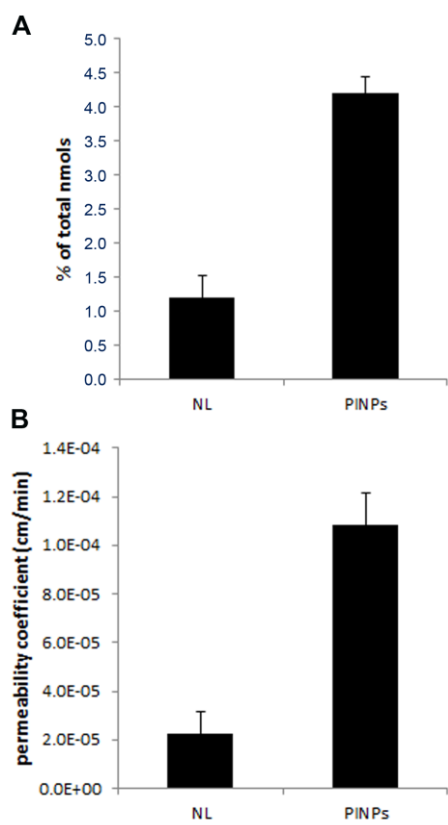 A
5.0
4.5
4.0
3.5
3.0
2.5
2.0
1.5
1.0
0.5
0.0
% of total nmols
NL PINPs
B
1.4E-04
1.2E-04
1.0E-04
8.0E-05
6.0E-05
4.0E-05
2.0E-05
0.0E+00
permeability coefficient (cm/min)
NL PINPs